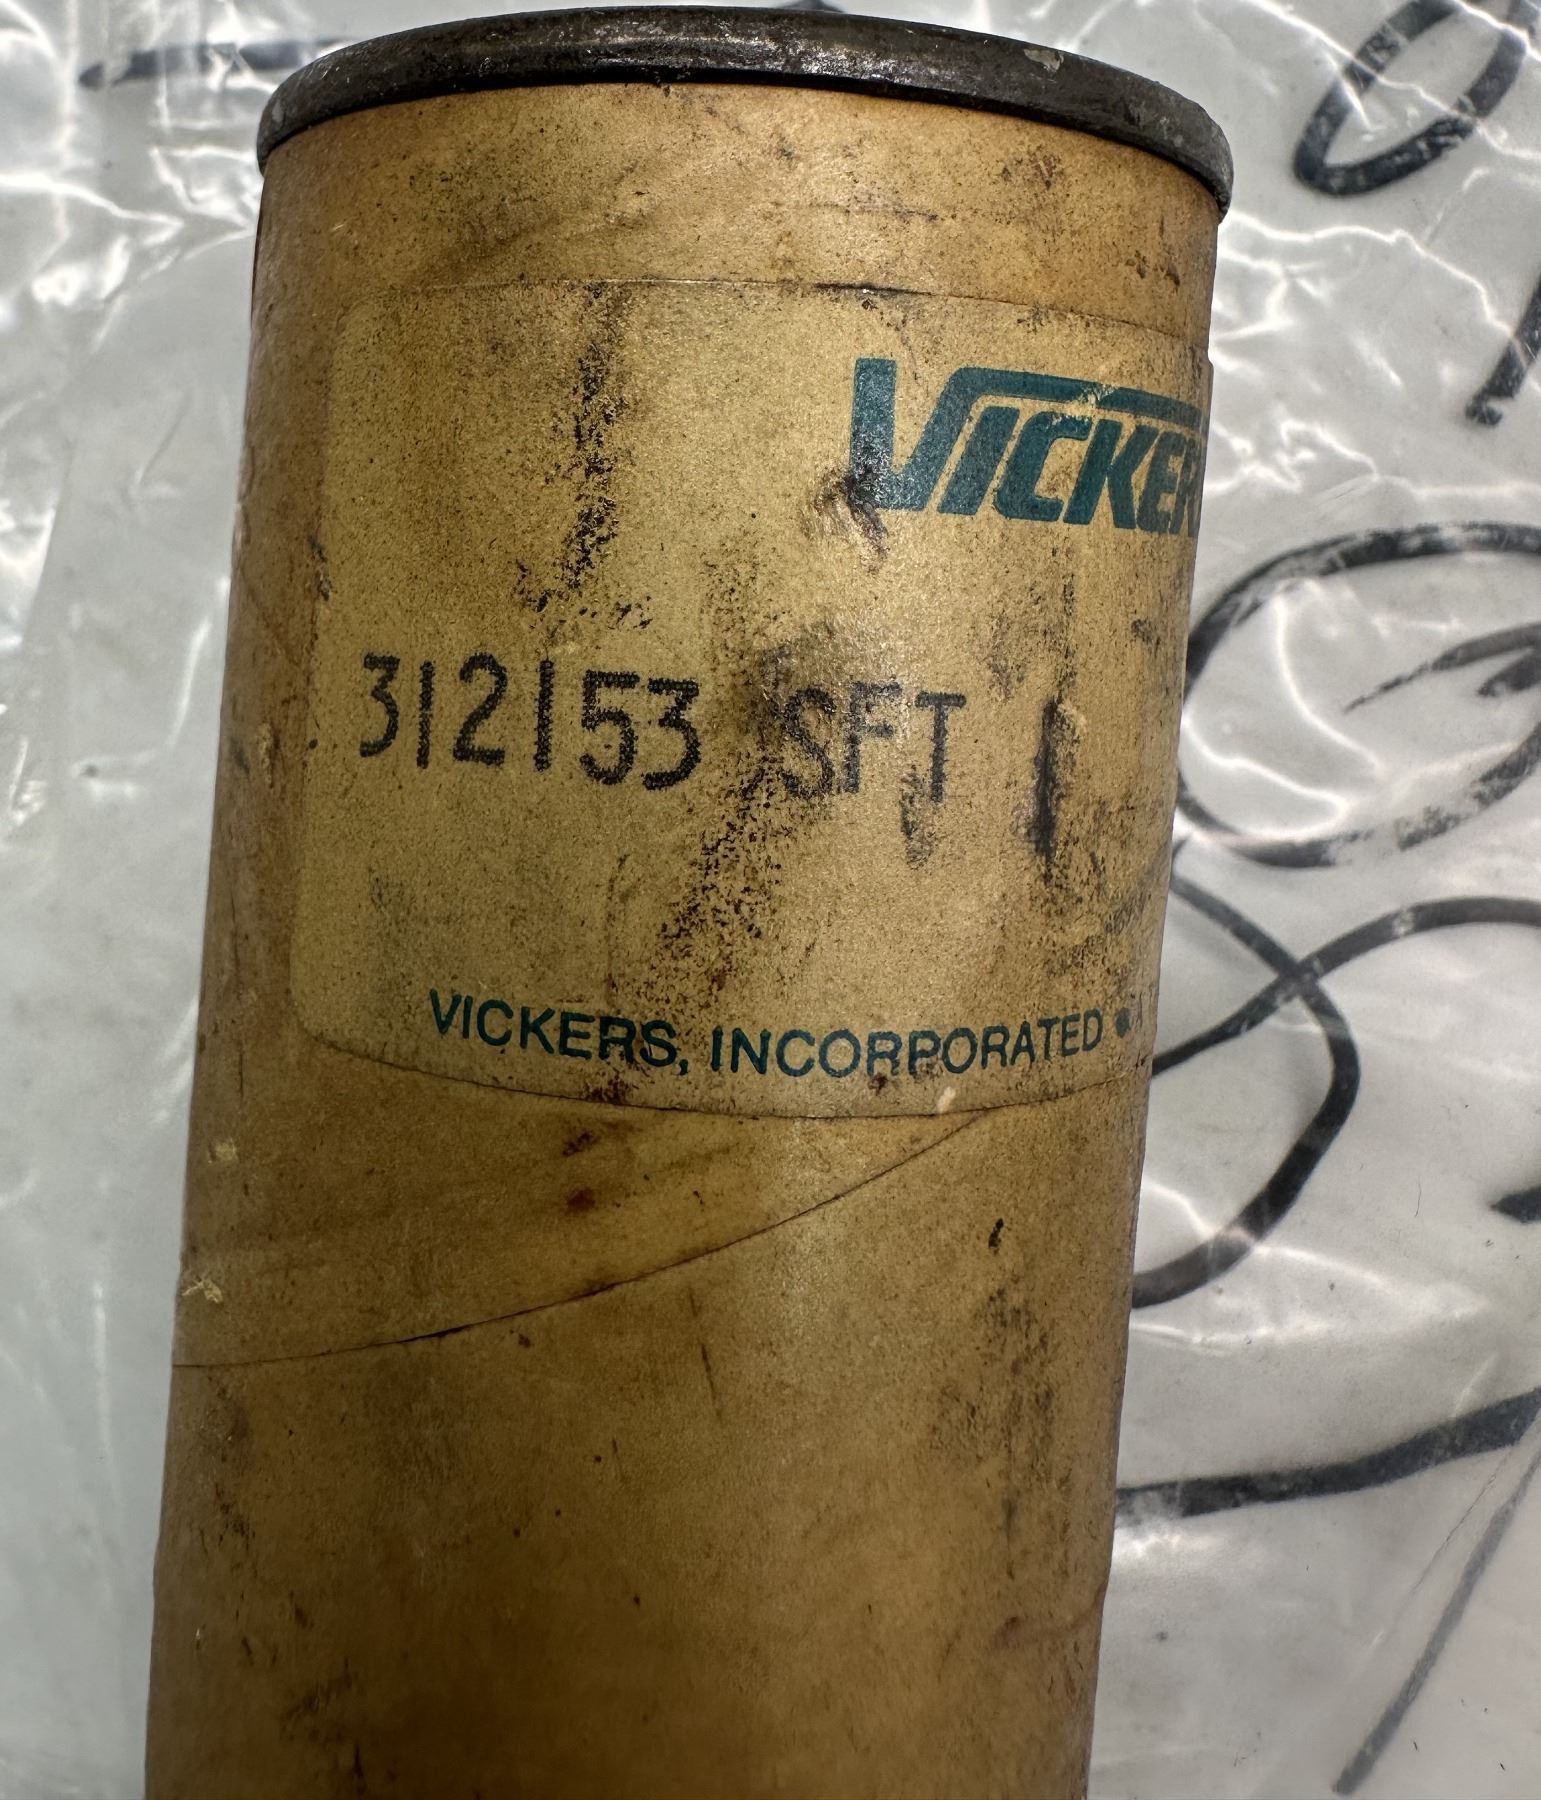 VICKER
312153 SFT
VICKERS, INCORPORATED •